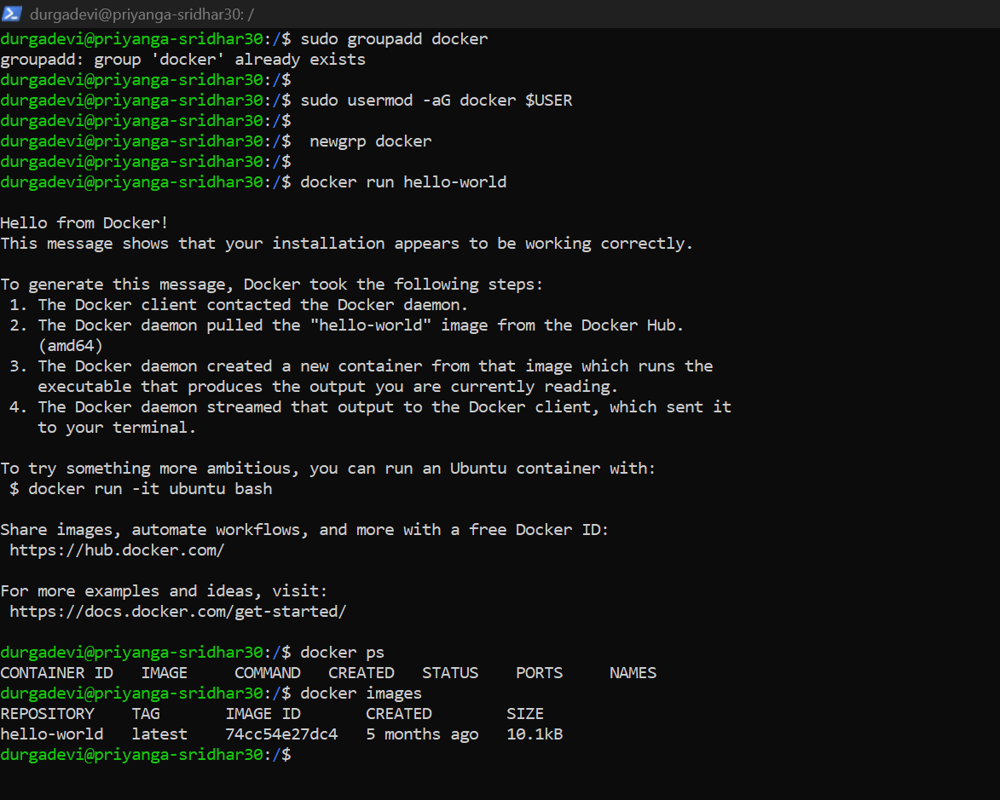 durgadevi@priyanga-sridhar30: /
durgadevi@priyanga-sridhar30:/$ sudo groupadd docker
groupadd: group 'docker' already exists
durgadevi@priyanga-sridhar30:/$
durgadevi@priyanga-sridhar30:/$ sudo usermod -aG docker $USER
durgadevi@priyanga-sridhar30:/$
durgadevi@priyanga-sridhar30:/$  newgrp docker
durgadevi@priyanga-sridhar30:/$
durgadevi@priyanga-sridhar30:/$ docker run hello-world

Hello from Docker!
This message shows that your installation appears to be working correctly.

To generate this message, Docker took the following steps:
 1. The Docker client contacted the Docker daemon.
 2. The Docker daemon pulled the "hello-world" image from the Docker Hub.
    (amd64)
 3. The Docker daemon created a new container from that image which runs the
    executable that produces the output you are currently reading.
 4. The Docker daemon streamed that output to the Docker client, which sent it
    to your terminal.

To try something more ambitious, you can run an Ubuntu container with:
 $ docker run -it ubuntu bash

Share images, automate workflows, and more with a free Docker ID:
 https://hub.docker.com/

For more examples and ideas, visit:
 https://docs.docker.com/get-started/

durgadevi@priyanga-sridhar30:/$ docker ps
CONTAINER ID   IMAGE     COMMAND   CREATED   STATUS    PORTS     NAMES
durgadevi@priyanga-sridhar30:/$ docker images
REPOSITORY    TAG       IMAGE ID       CREATED        SIZE
hello-world   latest    74cc54e27dc4   5 months ago   10.1kB
durgadevi@priyanga-sridhar30:/$